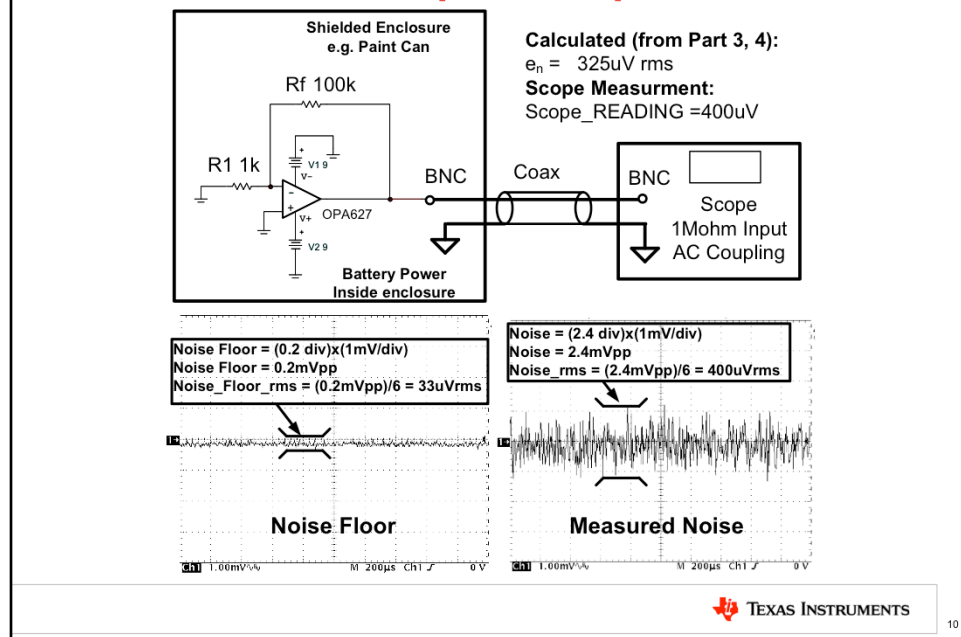 Shielded Enclosure
e.g. Paint Can
Calculated (from Part 3, 4):
en = 325uV rms
Scope Measurment:
Scope_READING =400uV
Rf 100k
R1 1k
+
V1 9
V-
-
+
OPA627
V+
+
V2 9
BNC
Coax
BNC
Scope
1Mohm Input
AC Coupling
Battery Power
Inside enclosure
Noise Floor = (0.2 div)x(1mV/div)
Noise Floor = 0.2mVpp
Noise_Floor_rms = (0.2mVpp)/6 = 33uVrms
Noise = (2.4 div)x(1mV/div)
Noise = 2.4mVpp
Noise_rms = (2.4mVpp)/6 = 400uVrms
1
1
Noise Floor
Measured Noise
Ch1 1.00mV M 200µs Ch1 0 V
Ch1 1.00mV M 200µs Ch1 0 V
TEXAS INSTRUMENTS
10